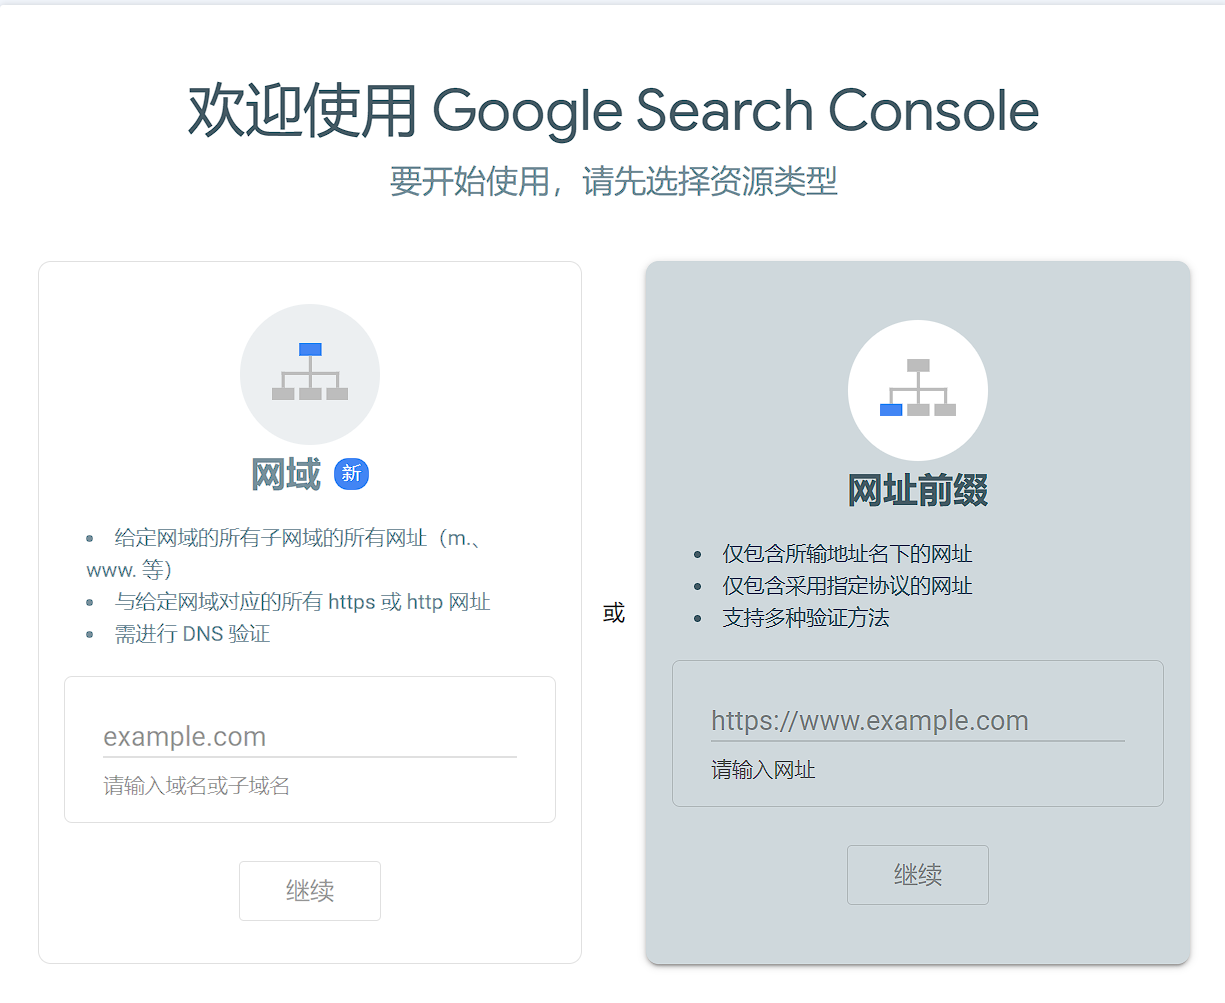 欢迎使用 Google Search Console
要开始使用，请先选择资源类型
网域 新
• 给定网域的所有子网域的所有网址（m.、
www. 等）
• 与给定网域对应的所有 https 或 http 网址
• 需进行 DNS 验证
example.com
请输入域名或子域名
继续
或
网址前缀
• 仅包含所输地址名下的网址
• 仅包含采用指定协议的网址
• 支持多种验证方法
https://www.example.com
请输入网址
继续